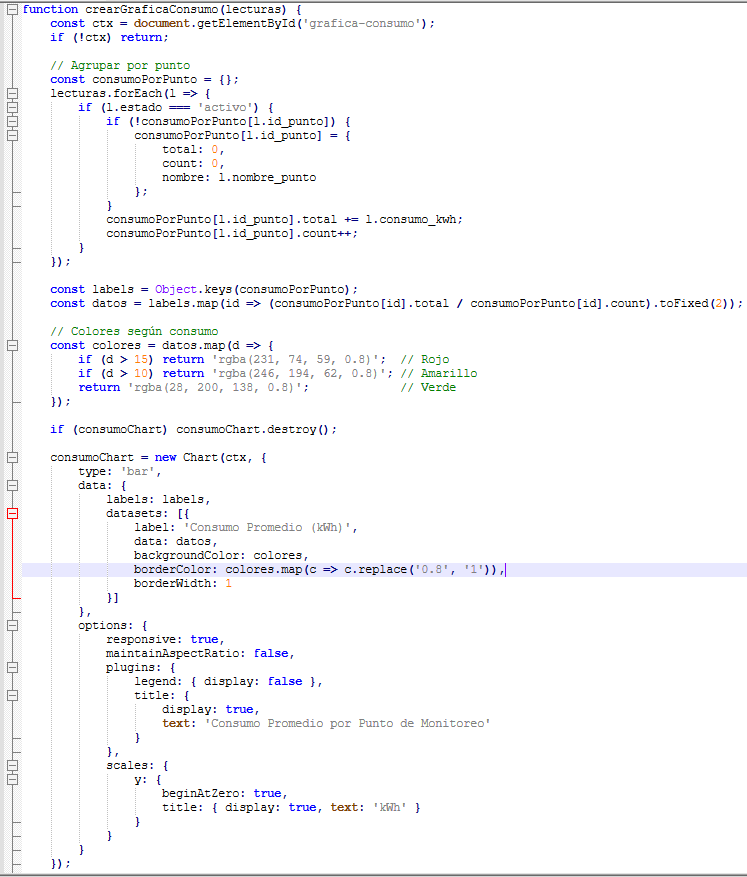 function crearGraficaConsumo(lecturas) {
    const ctx = document.getElementById('grafica-consumo');
    if (!ctx) return;

    // Agrupar por punto
    const consumoPorPunto = {};
    lecturas.forEach(l => {
        if (l.estado === 'activo') {
            if (!consumoPorPunto[l.id_punto]) {
                consumoPorPunto[l.id_punto] = {
                    total: 0,
                    count: 0,
                    nombre: l.nombre_punto
                };
            }
            consumoPorPunto[l.id_punto].total += l.consumo_kwh;
            consumoPorPunto[l.id_punto].count++;
        }
    });

    const labels = Object.keys(consumoPorPunto);
    const datos = labels.map(id => (consumoPorPunto[id].total / consumoPorPunto[id].count).toFixed(2));

    // Colores según consumo
    const colores = datos.map(d => {
        if (d > 15) return 'rgba(231, 74, 59, 0.8)';  // Rojo
        if (d > 10) return 'rgba(246, 194, 62, 0.8)'; // Amarillo
        return 'rgba(28, 200, 138, 0.8)';             // Verde
    });

    if (consumoChart) consumoChart.destroy();

    consumoChart = new Chart(ctx, {
        type: 'bar',
        data: {
            labels: labels,
            datasets: [{
                label: 'Consumo Promedio (kWh)',
                data: datos,
                backgroundColor: colores,
                borderColor: colores.map(c => c.replace('0.8', '1')),
                borderWidth: 1
            }]
        },
        options: {
            responsive: true,
            maintainAspectRatio: false,
            plugins: {
                legend: { display: false },
                title: {
                    display: true,
                    text: 'Consumo Promedio por Punto de Monitoreo'
                }
            },
            scales: {
                y: {
                    beginAtZero: true,
                    title: { display: true, text: 'kWh' }
                }
            }
        }
    });